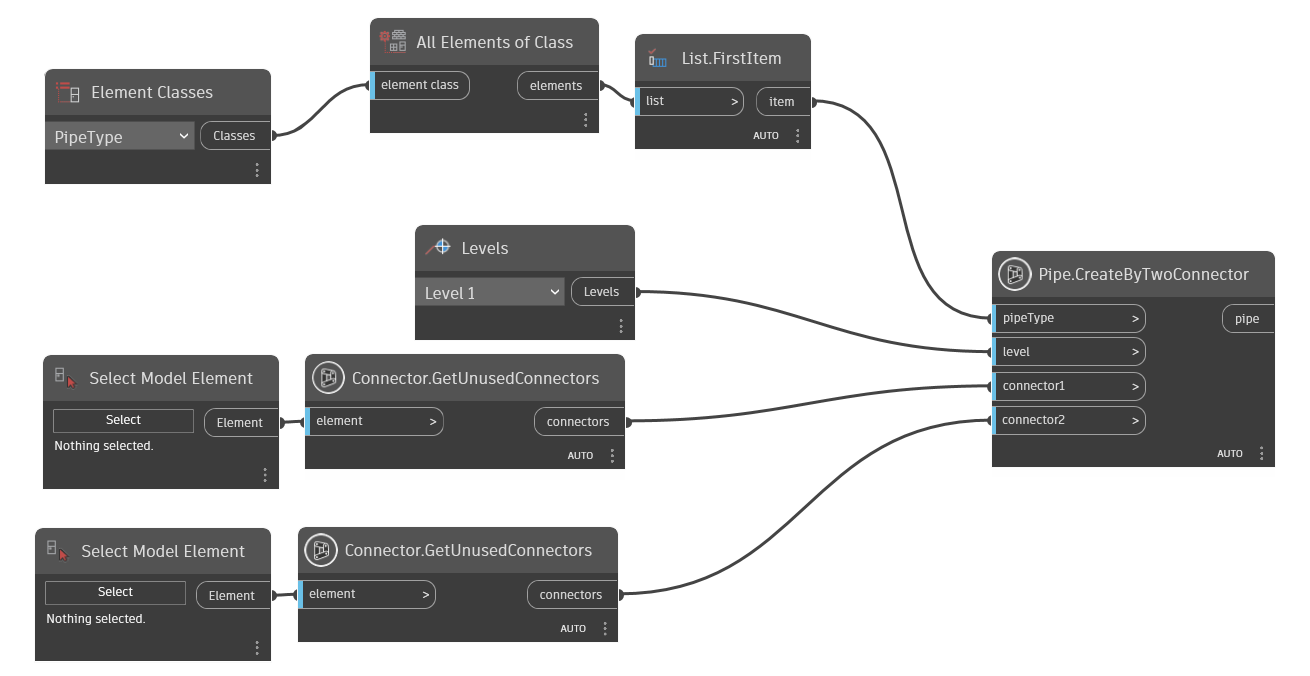 Element Classes
PipeType
Classes
All Elements of Class
element class
elements
List.FirstItem
list >
item
AUTO
Levels
Level 1
Levels
Select Model Element
Select
Element
Nothing selected.
Connector.GetUnusedConnectors
element >
connectors
AUTO
Select Model Element
Select
Element
Nothing selected.
Connector.GetUnusedConnectors
element >
connectors
AUTO
Pipe.CreateByTwoConnector
pipeType >
pipe
level >
connector1 >
connector2 >
AUTO